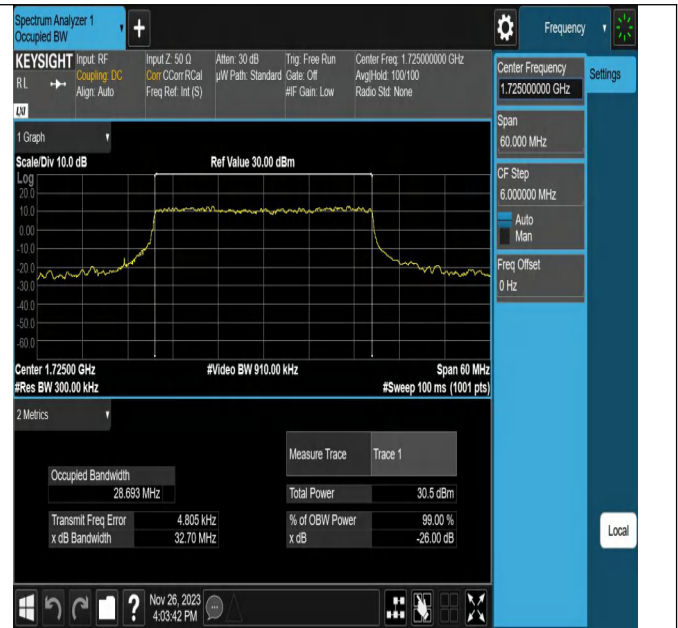 Spectrum Analyzer 1
Occupied BW
+
Frequency
KEYSIGHT Input: RF Input Z: 50 Ω Atten: 30 dB Trig: Free Run Center Freq: 1.725000000 GHz
RL Coupling: DC Corr CCorr RCal µW Path: Standard Gate: Off Avg|Hold: 100/100
Align: Auto Freq Ref: Int (S) #IF Gain: Low Radio Std: None
LXI
Center Frequency
1.725000000 GHz
Settings
Span
60.000 MHz
CF Step
6.000000 MHz
Auto
Man
Freq Offset
0 Hz
Local
1 Graph
Scale/Div 10.0 dB Ref Value 30.00 dBm
Log
20.0
10.0
0.00
-10.0
-20.0
-30.0
-40.0
-50.0
-60.0
Center 1.72500 GHz #Video BW 910.00 kHz Span 60 MHz
#Res BW 300.00 kHz #Sweep 100 ms (1001 pts)
2 Metrics
Measure Trace Trace 1
Occupied Bandwidth
28.693 MHz
Total Power 30.5 dBm
Transmit Freq Error 4.805 kHz % of OBW Power 99.00 %
x dB Bandwidth 32.70 MHz x dB -26.00 dB
? Nov 26, 2023
4:03:42 PM